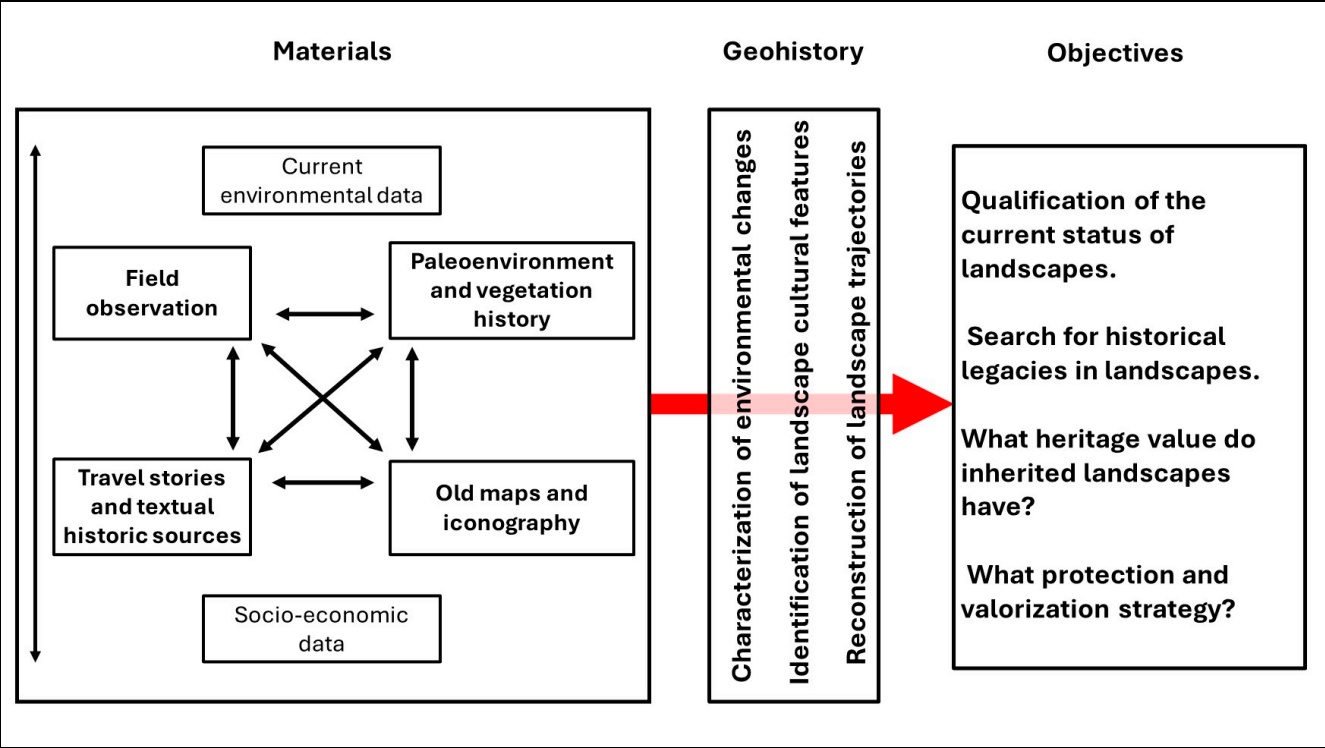 Materials
Geohistory
Objectives
Current
environmental data
Field
observation
Paleoenvironment
and vegetation
history
Travel stories
and textual
historic sources
Old maps and
iconography
Socio-economic
data
Characterization of environmental changes
Identification of landscape cultural features
Reconstruction of landscape trajectories
Qualification of the
current status of
landscapes.
Search for historical
legacies in landscapes.
What heritage value do
inherited landscapes
have?
What protection and
valorization strategy?